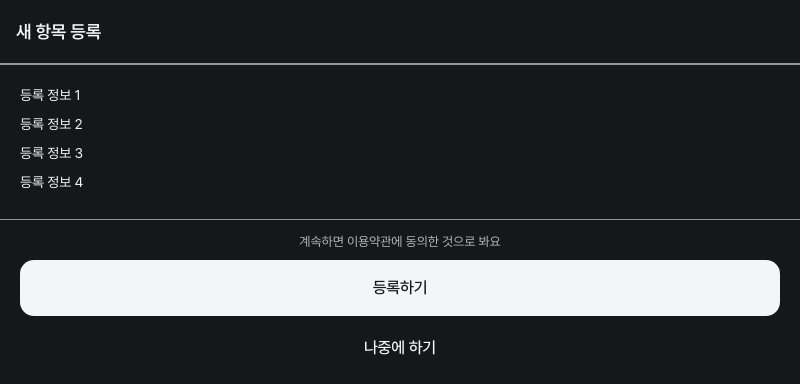 새 항목 등록
등록 정보 1
등록 정보 2
등록 정보 3
등록 정보 4
계속하면 이용약관에 동의한 것으로 봐요
등록하기
나중에 하기